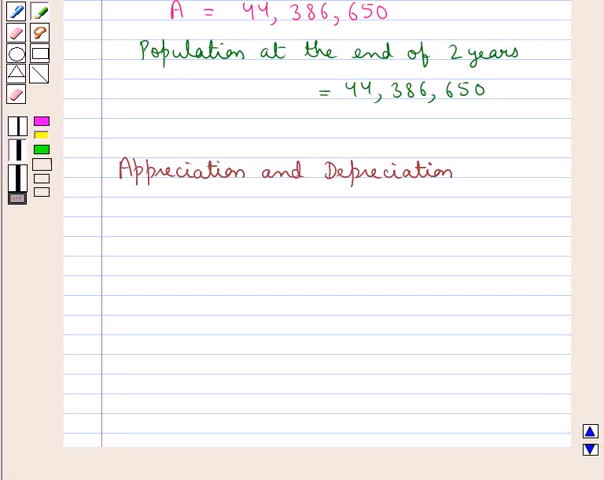 A = 44, 386, 650
Population at the end of 2 years
= 44, 386, 650
Appreciation and Depreciation